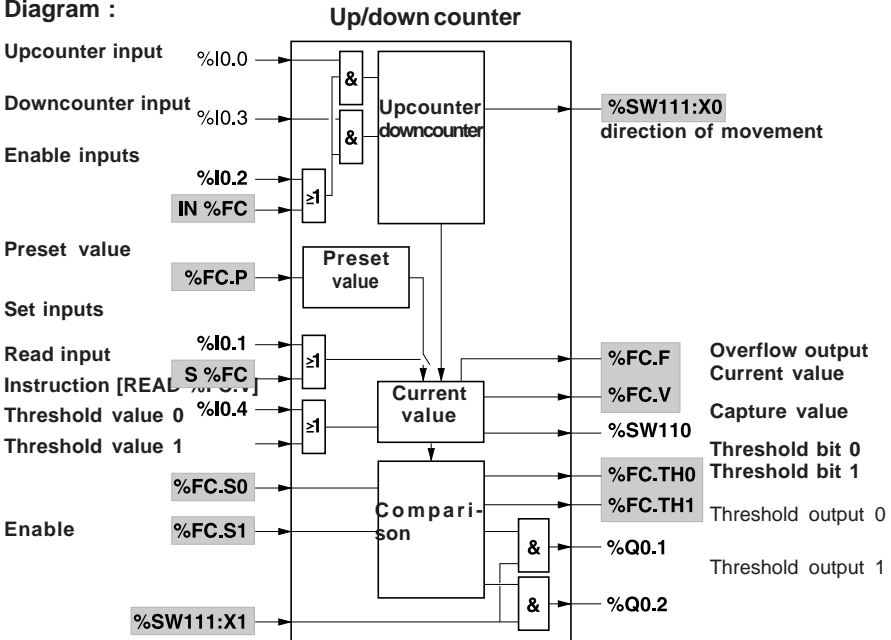 Diagram :
Up/down counter
Upcounter input
%I0.0
&
Downcounter input
%I0.3
&
Upcounter
downcounter
%SW111:X0
direction of movement
Enable inputs
%I0.2
IN %FC
≥1
Preset value
%FC.P
Preset
value
Set inputs
%I0.1
S %FC
≥1
Read input
Instruction [READ %FC.V]
%I0.4
≥1
Threshold value 0
Threshold value 1
Current
value
%FC.F
Overflow output
%FC.V
Current value
%SW110
Capture value
Threshold bit 0
%FC.TH0
Threshold bit 1
%FC.TH1
Threshold output 0
%FC.S0
%FC.S1
Compari-
son
Enable
&
%Q0.1
Threshold output 1
&
%Q0.2
%SW111:X1